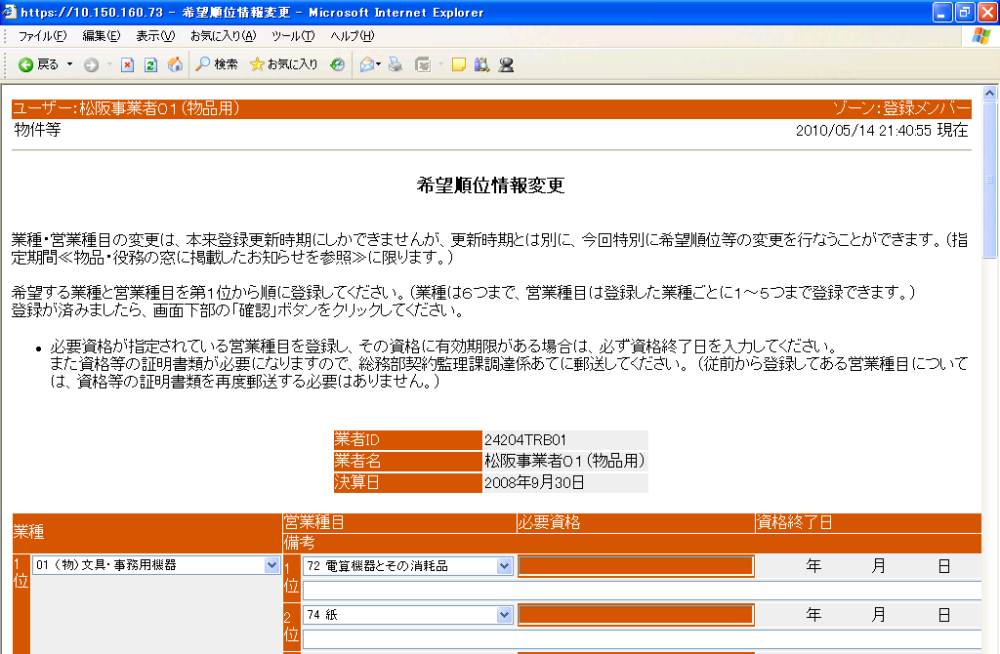 https://10.150.160.73 - 希望順位情報変更 - Microsoft Internet Explorer
ファイル(F) 編集(E) 表示(V) お気に入り(A) ツール(T) ヘルプ(H)
戻る 検索 お気に入り
ユーザー:松阪事業者01(物品用) ゾーン:登録メンバー
物件等 2010/05/14 21:40:55 現在
希望順位情報変更
業種・営業種目の変更は、本来登録更新時期にしかできませんが、更新時期とは別に、今回特別に希望順位等の変更を行なうことができます。(指
定期間≪物品・役務の窓に掲載したお知らせを参照≫に限ります。)
希望する業種と営業種目を第1位から順に登録してください。(業種は6つまで、営業種目は登録した業種ごとに1～5つまで登録できます。)
登録が済みましたら、画面下部の「確認」ボタンをクリックしてください。
• 必要資格が指定されている営業種目を登録し、その資格に有効期限がある場合は、必ず資格終了日を入力してください。
また資格等の証明書類が必要になりますので、総務部契約監理課調達係あてに郵送してください。(従前から登録してある営業種目について
は、資格等の証明書類を再度郵送する必要はありません。)
業者ID 24204TRB01
業者名 松阪事業者01(物品用)
決算日 2008年9月30日
業種 営業種目 必要資格 資格終了日
備考
1位 01 (物)文具・事務用機器 1位 72 電算機器とその消耗品 年 月 日
2位 74 紙 年 月 日